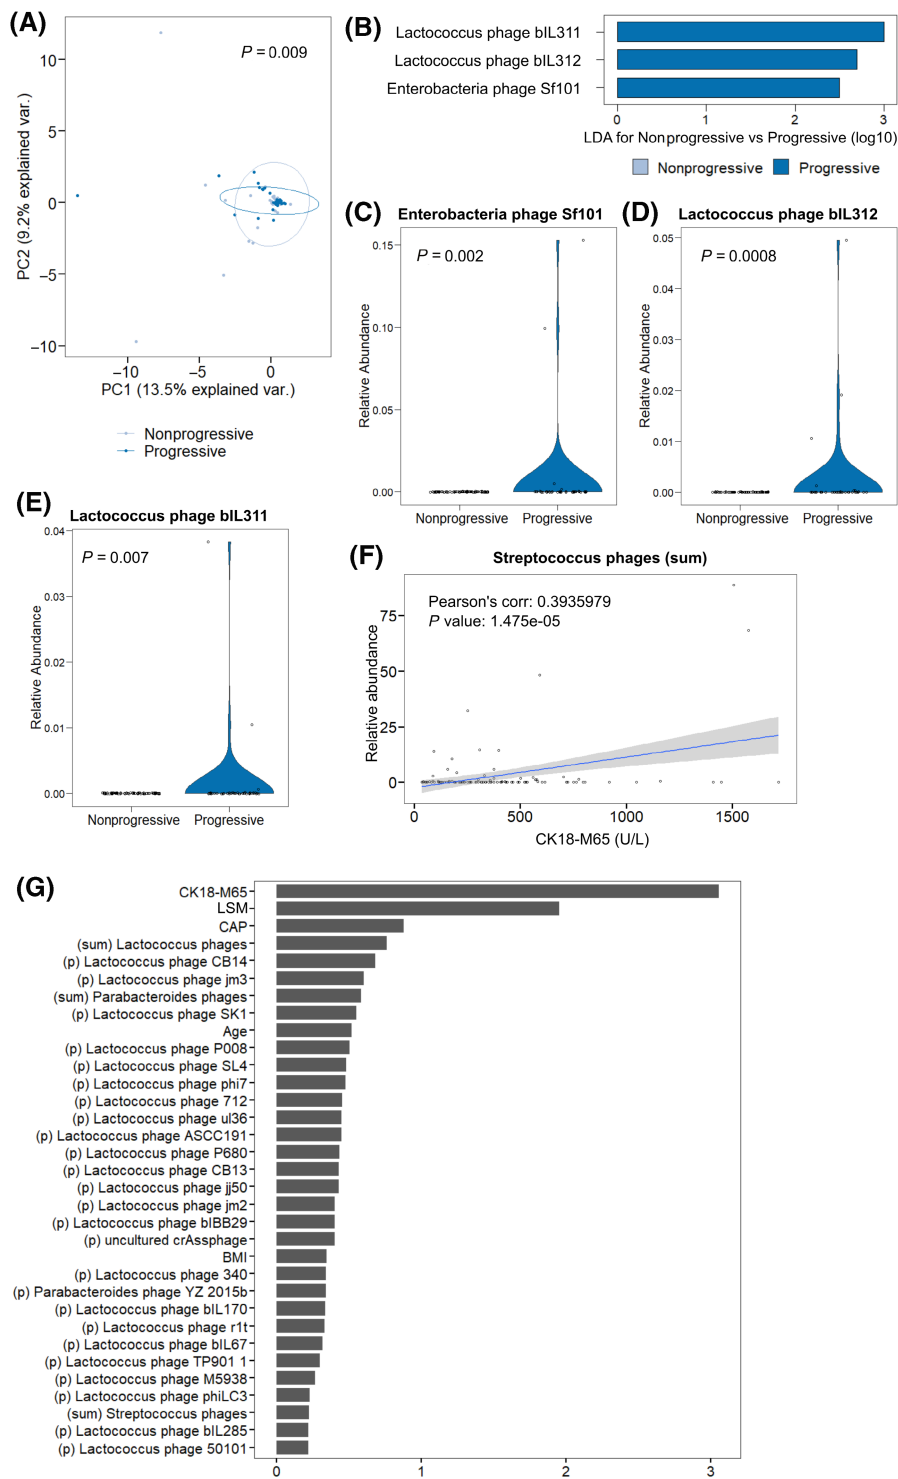 (A)
P = 0.009
10
5
0
−5
−10
PC2 (9.2% explained var.)
−10 −5 0
PC1 (13.5% explained var.)
Nonprogressive
Progressive
(B)
Lactococcus phage bIL311
Lactococcus phage bIL312
Enterobacteria phage Sf101
0 1 2 3
LDA for Nonprogressive vs Progressive (log10)
Nonprogressive Progressive
(C)
Enterobacteria phage Sf101
P = 0.002
0.15
0.10
0.05
0.00
Relative Abundance
Nonprogressive Progressive
(D)
Lactococcus phage bIL312
P = 0.0008
0.05
0.04
0.03
0.02
0.01
0.00
Relative Abundance
Nonprogressive Progressive
(E)
Lactococcus phage bIL311
P = 0.007
0.04
0.03
0.02
0.01
0.00
Relative Abundance
Nonprogressive Progressive
(F)
Streptococcus phages (sum)
Pearson's corr: 0.3935979
P value: 1.475e-05
75
50
25
0
Relative abundance
0 500 1000 1500
CK18-M65 (U/L)
(G)
CK18-M65
LSM
CAP
(sum) Lactococcus phages
(p) Lactococcus phage CB14
(p) Lactococcus phage jm3
(sum) Parabacteroides phages
(p) Lactococcus phage SK1
Age
(p) Lactococcus phage P008
(p) Lactococcus phage SL4
(p) Lactococcus phage phi7
(p) Lactococcus phage 712
(p) Lactococcus phage ul36
(p) Lactococcus phage ASCC191
(p) Lactococcus phage P680
(p) Lactococcus phage CB13
(p) Lactococcus phage jj50
(p) Lactococcus phage jm2
(p) Lactococcus phage bIBB29
(p) uncultured crAssphage
BMI
(p) Lactococcus phage 340
(p) Parabacteroides phage YZ 2015b
(p) Lactococcus phage bIL170
(p) Lactococcus phage r1t
(p) Lactococcus phage bIL67
(p) Lactococcus phage TP901 1
(p) Lactococcus phage M5938
(p) Lactococcus phage phiLC3
(sum) Streptococcus phages
(p) Lactococcus phage bIL285
(p) Lactococcus phage 50101
0 1 2 3